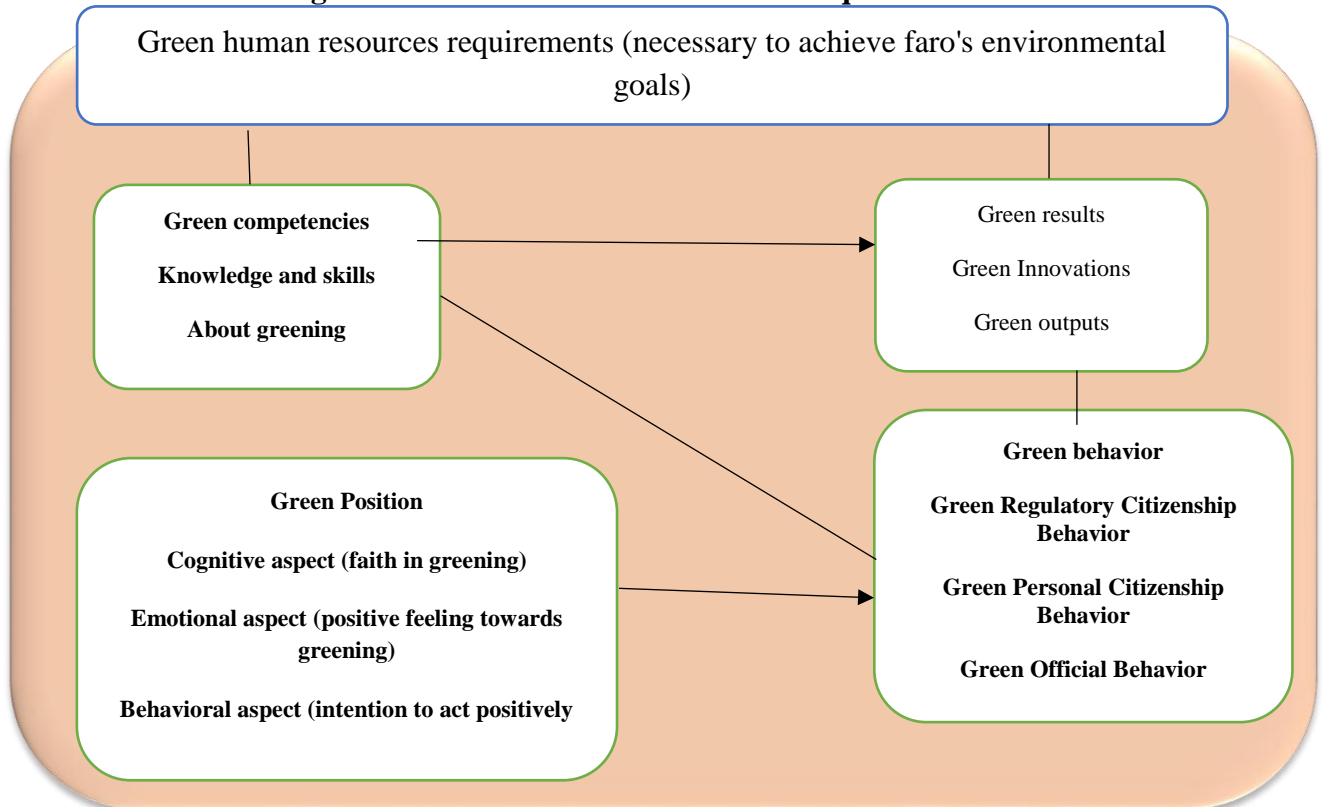 Green human resources requirements (necessary to achieve faro's environmental
goals)
Green competencies
Knowledge and skills
About greening
Green results
Green Innovations
Green outputs
Green Position
Cognitive aspect (faith in greening)
Emotional aspect (positive feeling towards
greening)
Behavioral aspect (intention to act positively
Green behavior
Green Regulatory Citizenship
Behavior
Green Personal Citizenship
Behavior
Green Official Behavior